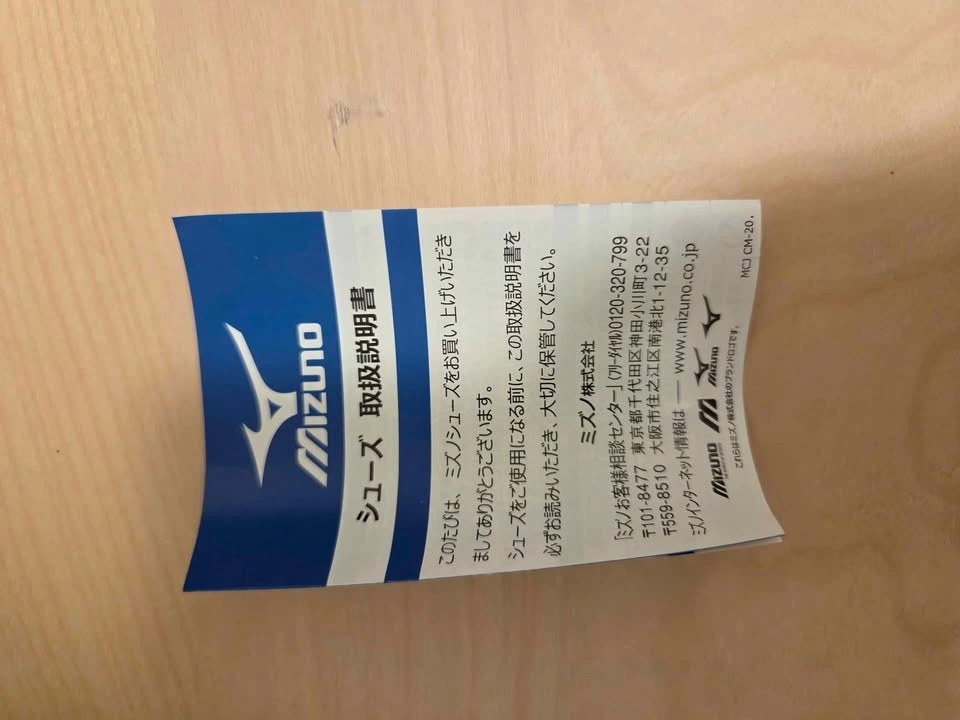 MIZUNO
シューズ 取扱説明書
このたびは、ミズノシューズをお買い上げいただき
ましてありがとうございます。
シューズをご使用になる前に、この取扱説明書を
必ずお読みいただき、大切に保管してください。
ミズノ株式会社
「ミズノお客様相談センター」(フリーダイヤル)0120-320-799
〒101-8477 東京都千代田区神田小川町3-22
〒559-8510 大阪市住之江区南港北1-12-35
ミズノインターネット情報は ── www.mizuno.co.jp
MIZUNO M MIZUNO
これらはミズノ株式会社のブランドロゴです。
MCJ CM-20.